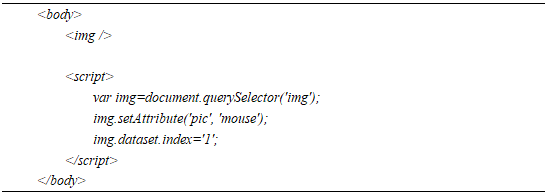 <body>
<img />
<script>
var img=document.querySelector('img');
img.setAttribute('pic', 'mouse');
img.dataset.index='1';
</script>
</body>